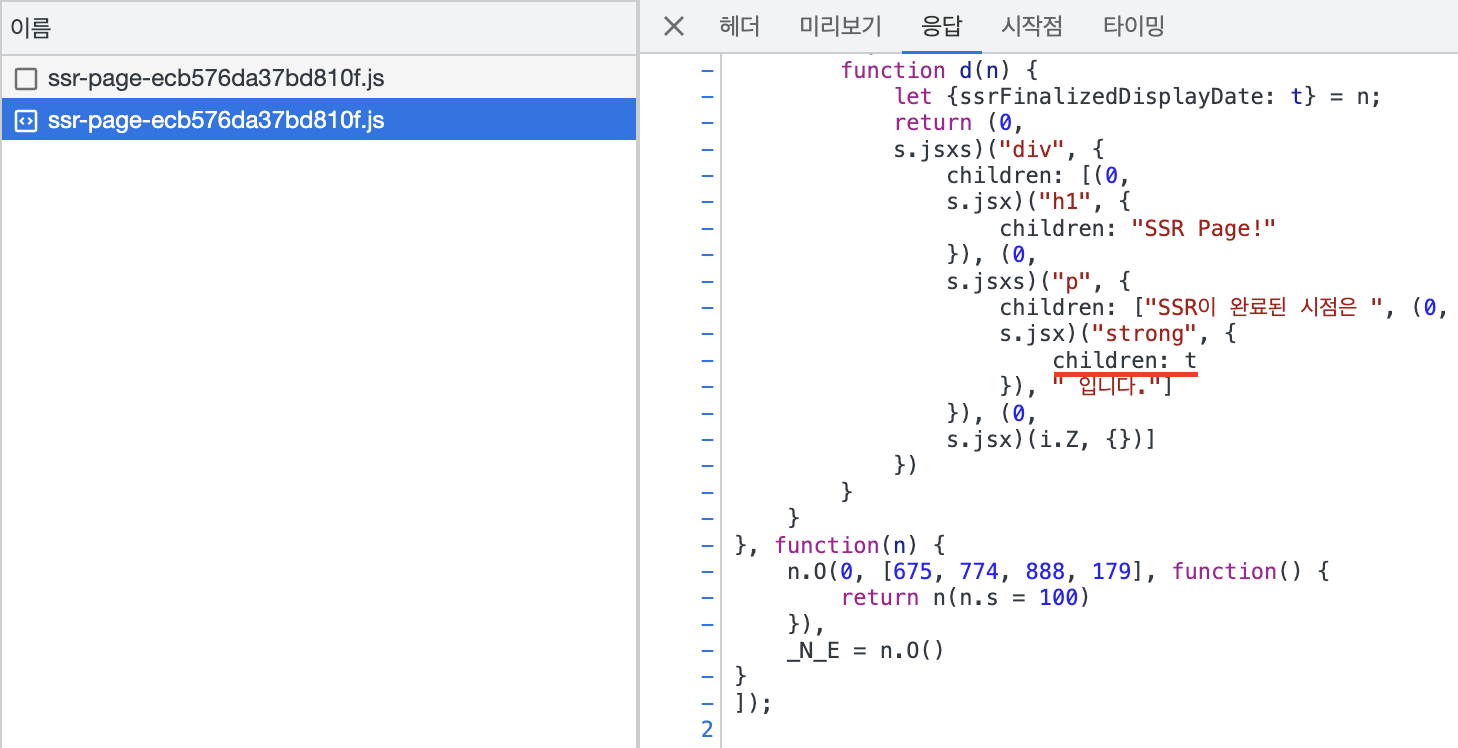 이름
ssr-page-ecb576da37bd810f.js
ssr-page-ecb576da37bd810f.js
헤더 미리보기 응답 시작점 타이밍
function d(n) {
let {ssrFinalizedDisplayDate: t} = n;
return (0,
s.jsxs)("div", {
children: [(0,
s.jsx)("h1", {
children: "SSR Page!"
}), (0,
s.jsxs)("p", {
children: ["SSR이 완료된 시점은 ", (0,
s.jsx)("strong", {
children: t
}), " 입니다."]
}), (0,
s.jsx)(i.Z, {})]
})
}
}
}, function(n) {
n.O(0, [675, 774, 888, 179], function() {
return n(n.s = 100)
}),
_N_E = n.O()
}
]);
2